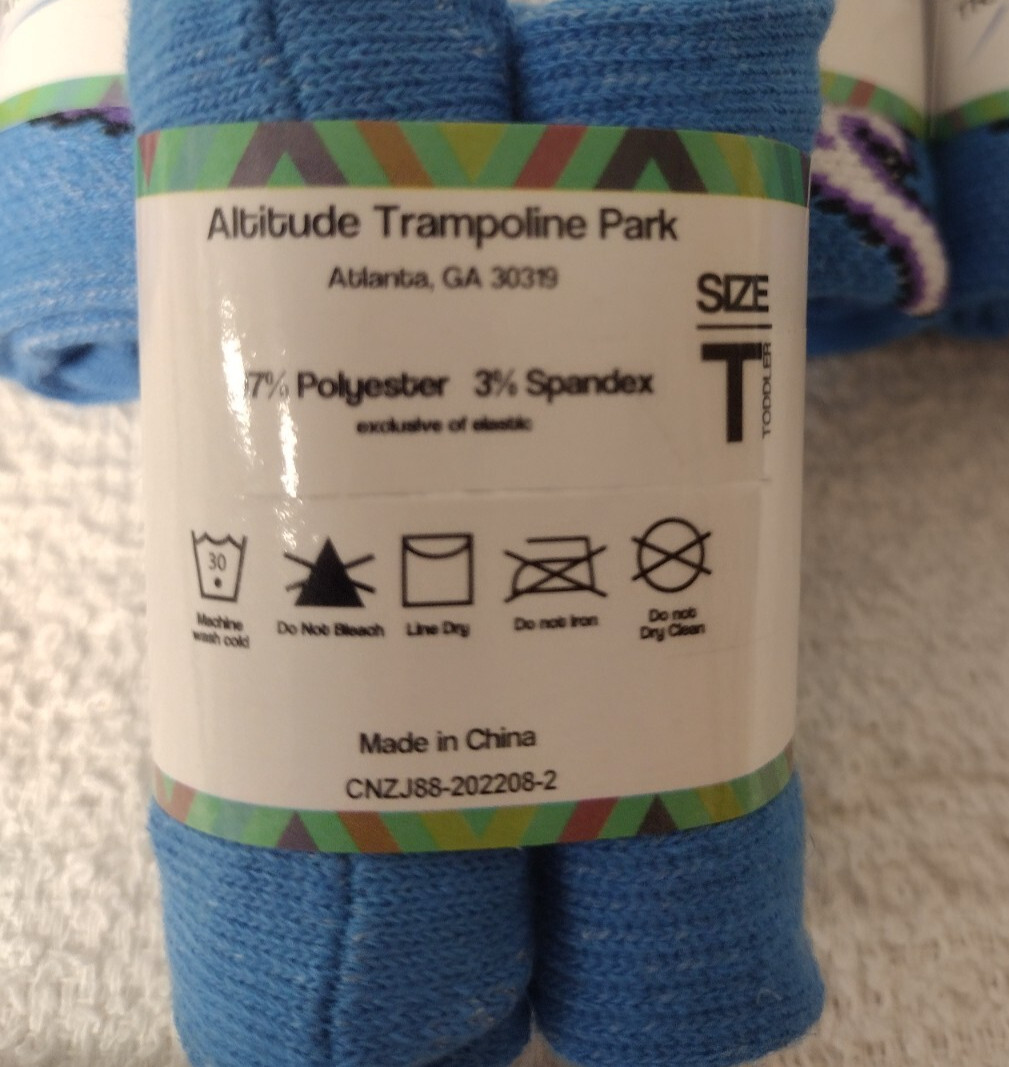 Altitude Trampoline Park
Atlanta, GA 30319
SIZE
T
TODDLER
7% Polyester 3% Spandex
exclusive of elastic
30
Machine
wash cold
Do Not Bleach
Line Dry
Do not Iron
Do not
Dry Clean
Made in China
CNZJ88-202208-2